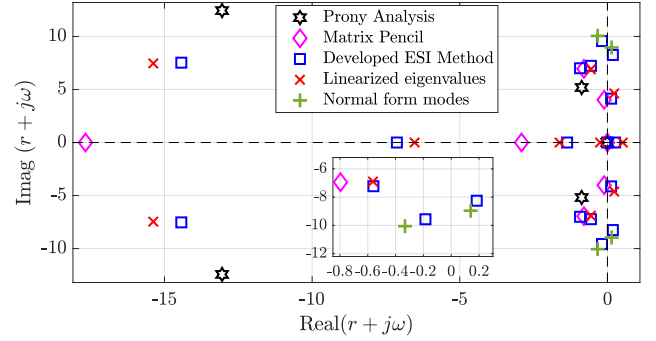 Prony Analysis
Matrix Pencil
Developed ESI Method
Linearized eigenvalues
Normal form modes
10
5
0
-5
-10
Imag (r + jω)
-6
-8
-10
-12
-0.8 -0.6 -0.4 -0.2 0 0.2
-15 -10 -5 0
Real(r + jω)